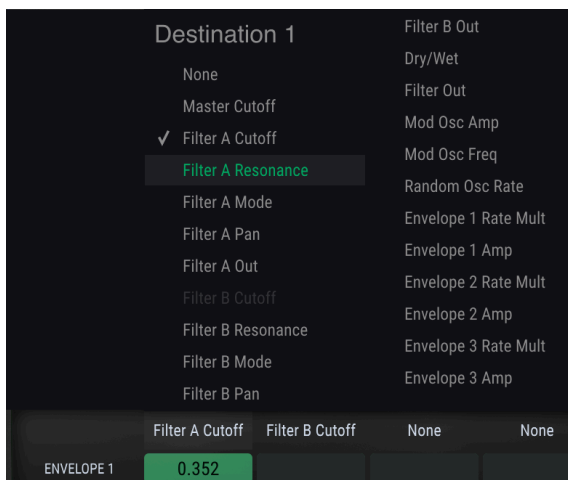 Destination 1
None
Master Cutoff
✓ Filter A Cutoff
Filter A Resonance
Filter A Mode
Filter A Pan
Filter A Out
Filter B Cutoff
Filter B Resonance
Filter B Mode
Filter B Pan
Filter B Out
Dry/Wet
Filter Out
Mod Osc Amp
Mod Osc Freq
Random Osc Rate
Envelope 1 Rate Mult
Envelope 1 Amp
Envelope 2 Rate Mult
Envelope 2 Amp
Envelope 3 Rate Mult
Envelope 3 Amp
Filter A Cutoff Filter B Cutoff None None
ENVELOPE 1 0.352